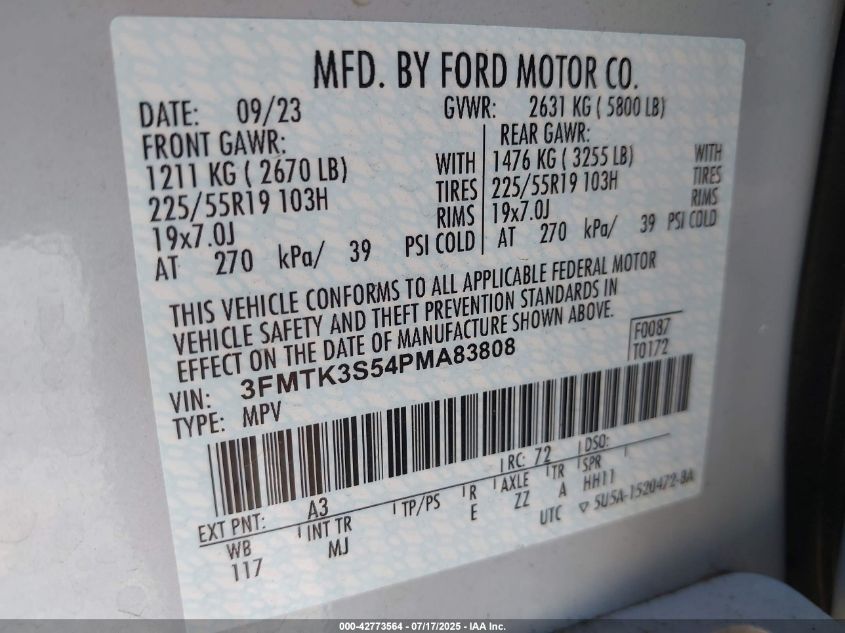 MFD. BY FORD MOTOR CO.
DATE: 09/23 GVWR: 2631 KG ( 5800 LB)
FRONT GAWR: REAR GAWR:
1211 KG ( 2670 LB) WITH 1476 KG ( 3255 LB) WITH
225/55R19 103H TIRES 225/55R19 103H TIRES
19x7.0J RIMS 19x7.0J RIMS
AT 270 kPa/ 39 PSI COLD AT 270 kPa/ 39 PSI COLD
THIS VEHICLE CONFORMS TO ALL APPLICABLE FEDERAL MOTOR
VEHICLE SAFETY AND THEFT PREVENTION STANDARDS IN
EFFECT ON THE DATE OF MANUFACTURE SHOWN ABOVE.
F0087
VIN: 3FMTK3S54PMA83808 T0172
TYPE: MPV
EXT PNT: A3 RC: 72 DSO:
WB INT TR TP/PS R AXLE TR SPR
117 MJ E ZZ A HH11
UTC 5U5A-1520472-BA
000-42773564 - 07/17/2025 - IAA Inc.